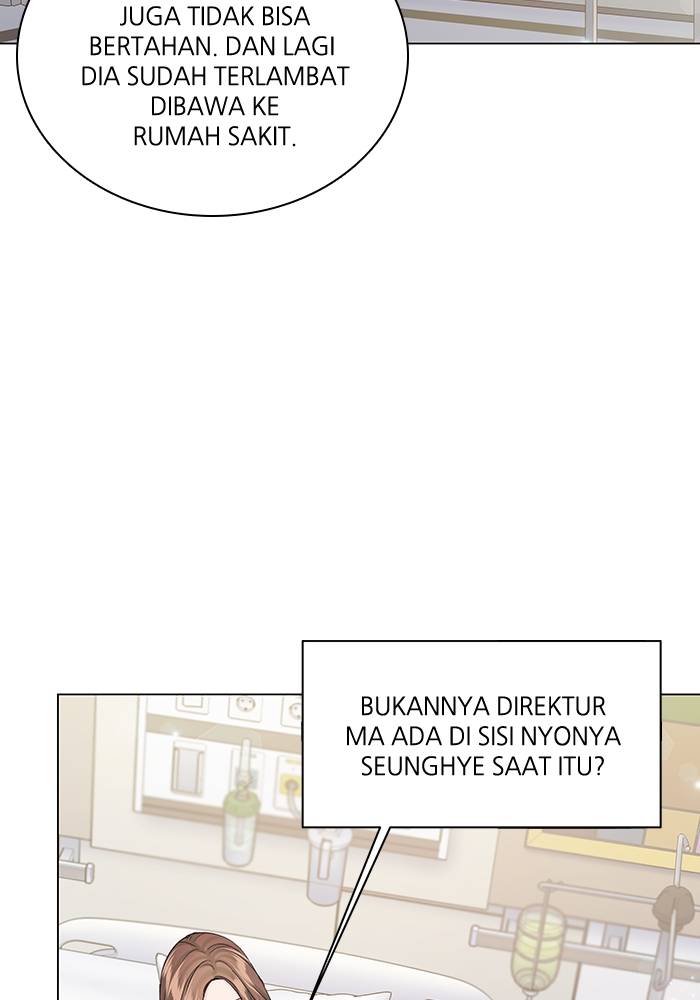 JUGA TIDAK BISA
BERTAHAN. DAN LAGI
DIA SUDAH TERLAMBAT
DIBAWA KE
RUMAH SAKIT.
BUKANNYA DIREKTUR
MA ADA DI SISI NYONYA
SEUNGHYE SAAT ITU?